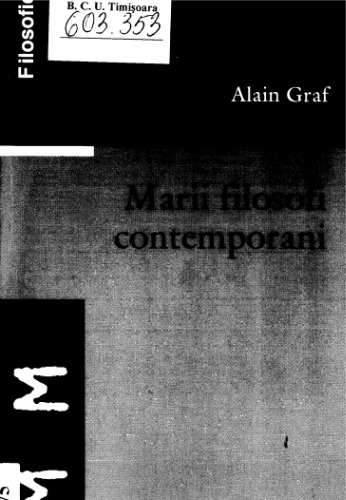 Filosofie
B. C. U. Timişoara
603.353
Alain Graf
Marii filosofi
contemporani
M
M